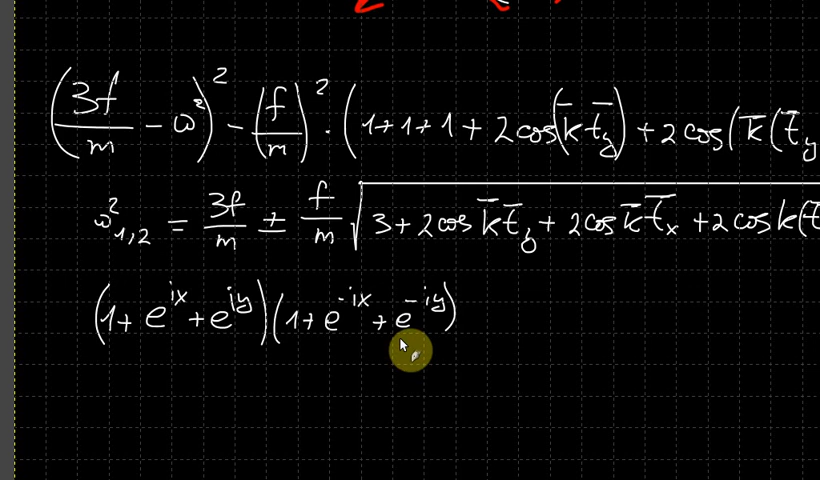 (3f/m - ω²)² - (f/m)² · (1+1+1+ 2cos(k̄ t̄_y) + 2cos(k̄(t̄_y
ω²_{1,2} = 3f/m ± f/m √(3 + 2cos k̄ t̄_y + 2cos k̄ t̄_x + 2cos k(t̄
(1+ e^{ix} + e^{iy})(1+ e^{-ix} + e^{-iy})